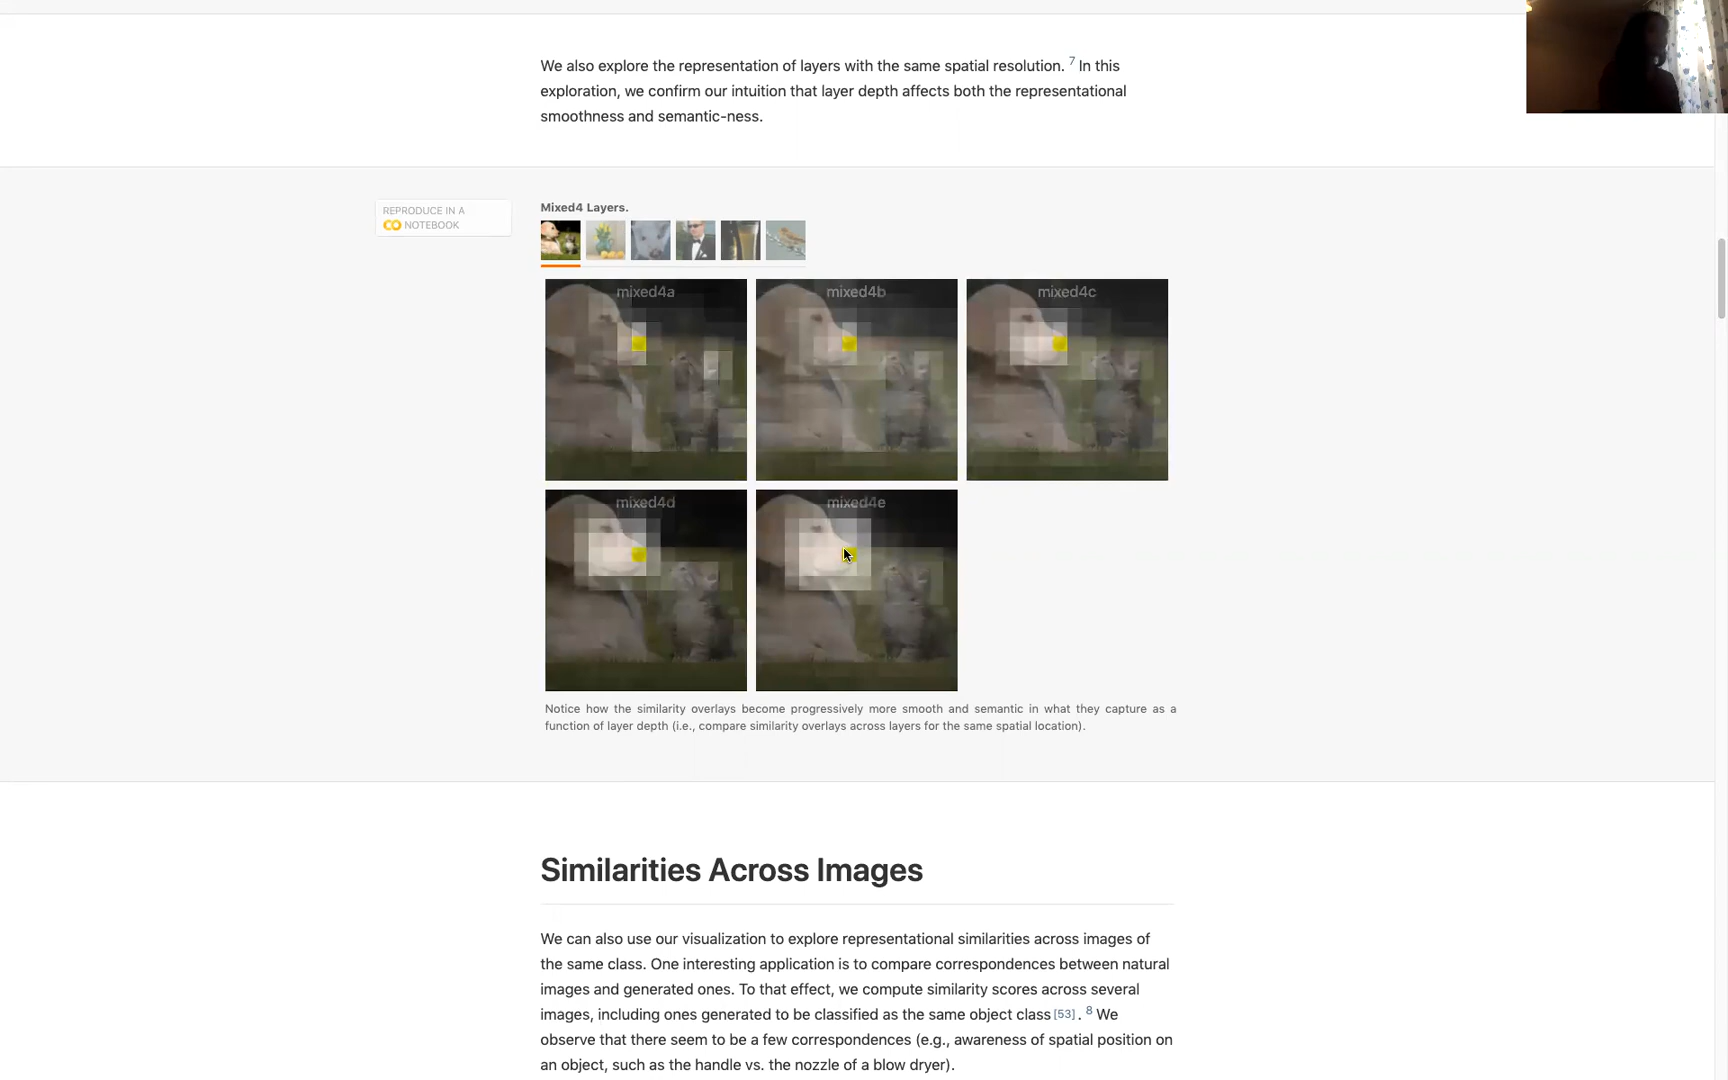 We also explore the representation of layers with the same spatial resolution. 7 In this
exploration, we confirm our intuition that layer depth affects both the representational
smoothness and semantic-ness.
REPRODUCE IN A
NOTEBOOK
Mixed4 Layers.
mixed4a
mixed4b
mixed4c
mixed4d
mixed4e
Notice how the similarity overlays become progressively more smooth and semantic in what they capture as a
function of layer depth (i.e., compare similarity overlays across layers for the same spatial location).
Similarities Across Images
We can also use our visualization to explore representational similarities across images of
the same class. One interesting application is to compare correspondences between natural
images and generated ones. To that effect, we compute similarity scores across several
images, including ones generated to be classified as the same object class [53] . 8 We
observe that there seem to be a few correspondences (e.g., awareness of spatial position on
an object, such as the handle vs. the nozzle of a blow dryer).